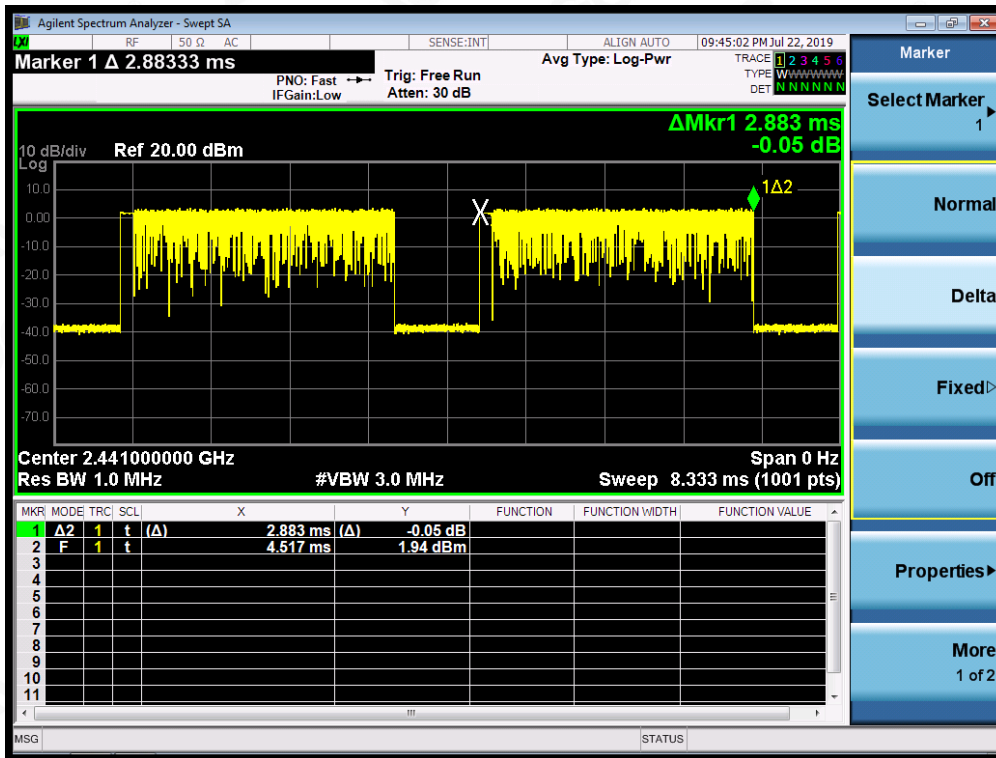 Agilent Spectrum Analyzer - Swept SA
LXI RF 50 Ω AC SENSE:INT ALIGN AUTO 09:45:02 PM Jul 22, 2019
Marker 1 Δ 2.88333 ms
PNO: Fast
IFGain:Low
Trig: Free Run
Atten: 30 dB
Avg Type: Log-Pwr
TRACE 1 2 3 4 5 6
TYPE WWWWWWW
DET N N N N N N
ΔMkr1 2.883 ms
-0.05 dB
10 dB/div Ref 20.00 dBm
Log
10.0
0.00
-10.0
-20.0
-30.0
-40.0
-50.0
-60.0
-70.0
X
1Δ2
Center 2.441000000 GHz Span 0 Hz
Res BW 1.0 MHz #VBW 3.0 MHz Sweep 8.333 ms (1001 pts)
MKR MODE TRC SCL X Y FUNCTION FUNCTION WIDTH FUNCTION VALUE
1 Δ2 1 t (Δ) 2.883 ms (Δ) -0.05 dB
2 F 1 t 4.517 ms 1.94 dBm
3
4
5
6
7
8
9
10
11
MSG STATUS
Marker
Select Marker
1
Normal
Delta
Fixed
Off
Properties
More
1 of 2